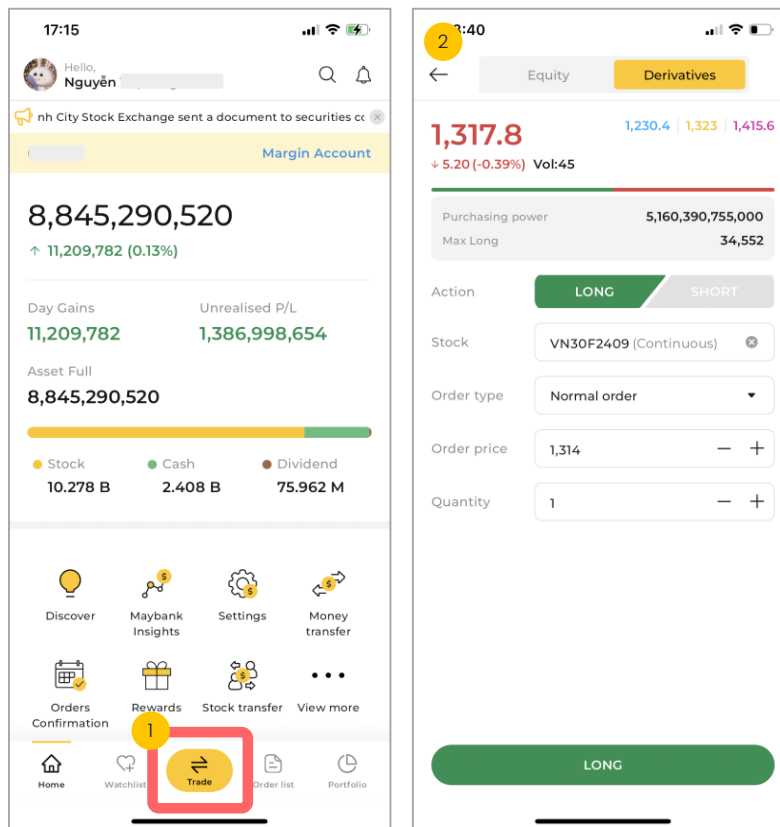 17:15
Hello,
Nguyễn
nh City Stock Exchange sent a document to securities cc
Margin Account
8,845,290,520
↑ 11,209,782 (0.13%)
Day Gains Unrealised P/L
11,209,782 1,386,998,654
Asset Full
8,845,290,520
Stock Cash Dividend
10.278 B 2.408 B 75.962 M
Discover Maybank Insights Settings Money transfer
Orders Confirmation Rewards Stock transfer View more
1
Home Watchlist Trade Order list Portfolio
2
:40
Equity Derivatives
1,317.8 1,230.4 1,323 1,415.6
↓ 5.20 (-0.39%) Vol:45
Purchasing power 5,160,390,755,000
Max Long 34,552
Action LONG SHORT
Stock VN30F2409 (Continuous)
Order type Normal order
Order price 1,314 − +
Quantity 1 − +
LONG